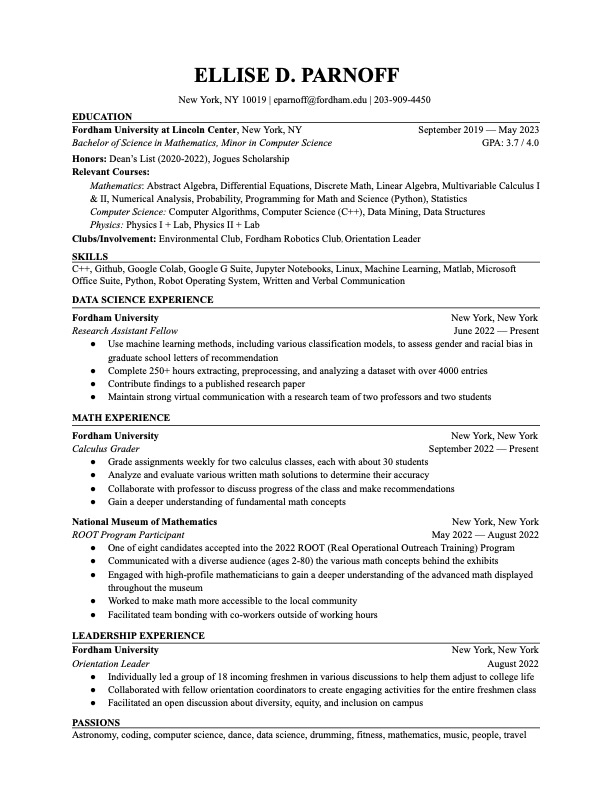 ELLISE D. PARNOFF
New York, NY 10019 | eparnoff@fordham.edu | 203-909-4450
EDUCATION
Fordham University at Lincoln Center, New York, NY September 2019 — May 2023
Bachelor of Science in Mathematics, Minor in Computer Science GPA: 3.7 / 4.0
Honors: Dean's List (2020-2022), Jogues Scholarship
Relevant Courses:
Mathematics: Abstract Algebra, Differential Equations, Discrete Math, Linear Algebra, Multivariable Calculus I
& II, Numerical Analysis, Probability, Programming for Math and Science (Python), Statistics
Computer Science: Computer Algorithms, Computer Science (C++), Data Mining, Data Structures
Physics: Physics I + Lab, Physics II + Lab
Clubs/Involvement: Environmental Club, Fordham Robotics Club, Orientation Leader
SKILLS
C++, Github, Google Colab, Google G Suite, Jupyter Notebooks, Linux, Machine Learning, Matlab, Microsoft
Office Suite, Python, Robot Operating System, Written and Verbal Communication
DATA SCIENCE EXPERIENCE
Fordham University New York, New York
Research Assistant Fellow June 2022 — Present
● Use machine learning methods, including various classification models, to assess gender and racial bias in
graduate school letters of recommendation
● Complete 250+ hours extracting, preprocessing, and analyzing a dataset with over 4000 entries
● Contribute findings to a published research paper
● Maintain strong virtual communication with a research team of two professors and two students
MATH EXPERIENCE
Fordham University New York, New York
Calculus Grader September 2022 — Present
● Grade assignments weekly for two calculus classes, each with about 30 students
● Analyze and evaluate various written math solutions to determine their accuracy
● Collaborate with professor to discuss progress of the class and make recommendations
● Gain a deeper understanding of fundamental math concepts
National Museum of Mathematics New York, New York
ROOT Program Participant May 2022 — August 2022
● One of eight candidates accepted into the 2022 ROOT (Real Operational Outreach Training) Program
● Communicated with a diverse audience (ages 2-80) the various math concepts behind the exhibits
● Engaged with high-profile mathematicians to gain a deeper understanding of the advanced math displayed
throughout the museum
● Worked to make math more accessible to the local community
● Facilitated team bonding with co-workers outside of working hours
LEADERSHIP EXPERIENCE
Fordham University New York, New York
Orientation Leader August 2022
● Individually led a group of 18 incoming freshmen in various discussions to help them adjust to college life
● Collaborated with fellow orientation coordinators to create engaging activities for the entire freshmen class
● Facilitated an open discussion about diversity, equity, and inclusion on campus
PASSIONS
Astronomy, coding, computer science, dance, data science, drumming, fitness, mathematics, music, people, travel